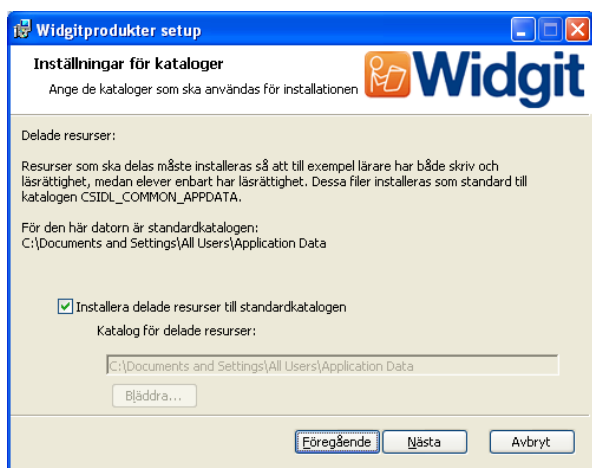 Widgitprodukter setup
Inställningar för kataloger
Ange de kataloger som ska användas för installationen
Widgit
Delade resurser:
Resurser som ska delas måste installeras så att till exempel lärare har både skriv och
läsrättighet, medan elever enbart har läsrättighet. Dessa filer installeras som standard till
katalogen CSIDL_COMMON_APPDATA.
För den här datorn är standardkatalogen:
C:\Documents and Settings\All Users\Application Data
Installera delade resurser till standardkatalogen
Katalog för delade resurser:
C:\Documents and Settings\All Users\Application Data
Bläddra...
Föregående
Nästa
Avbryt